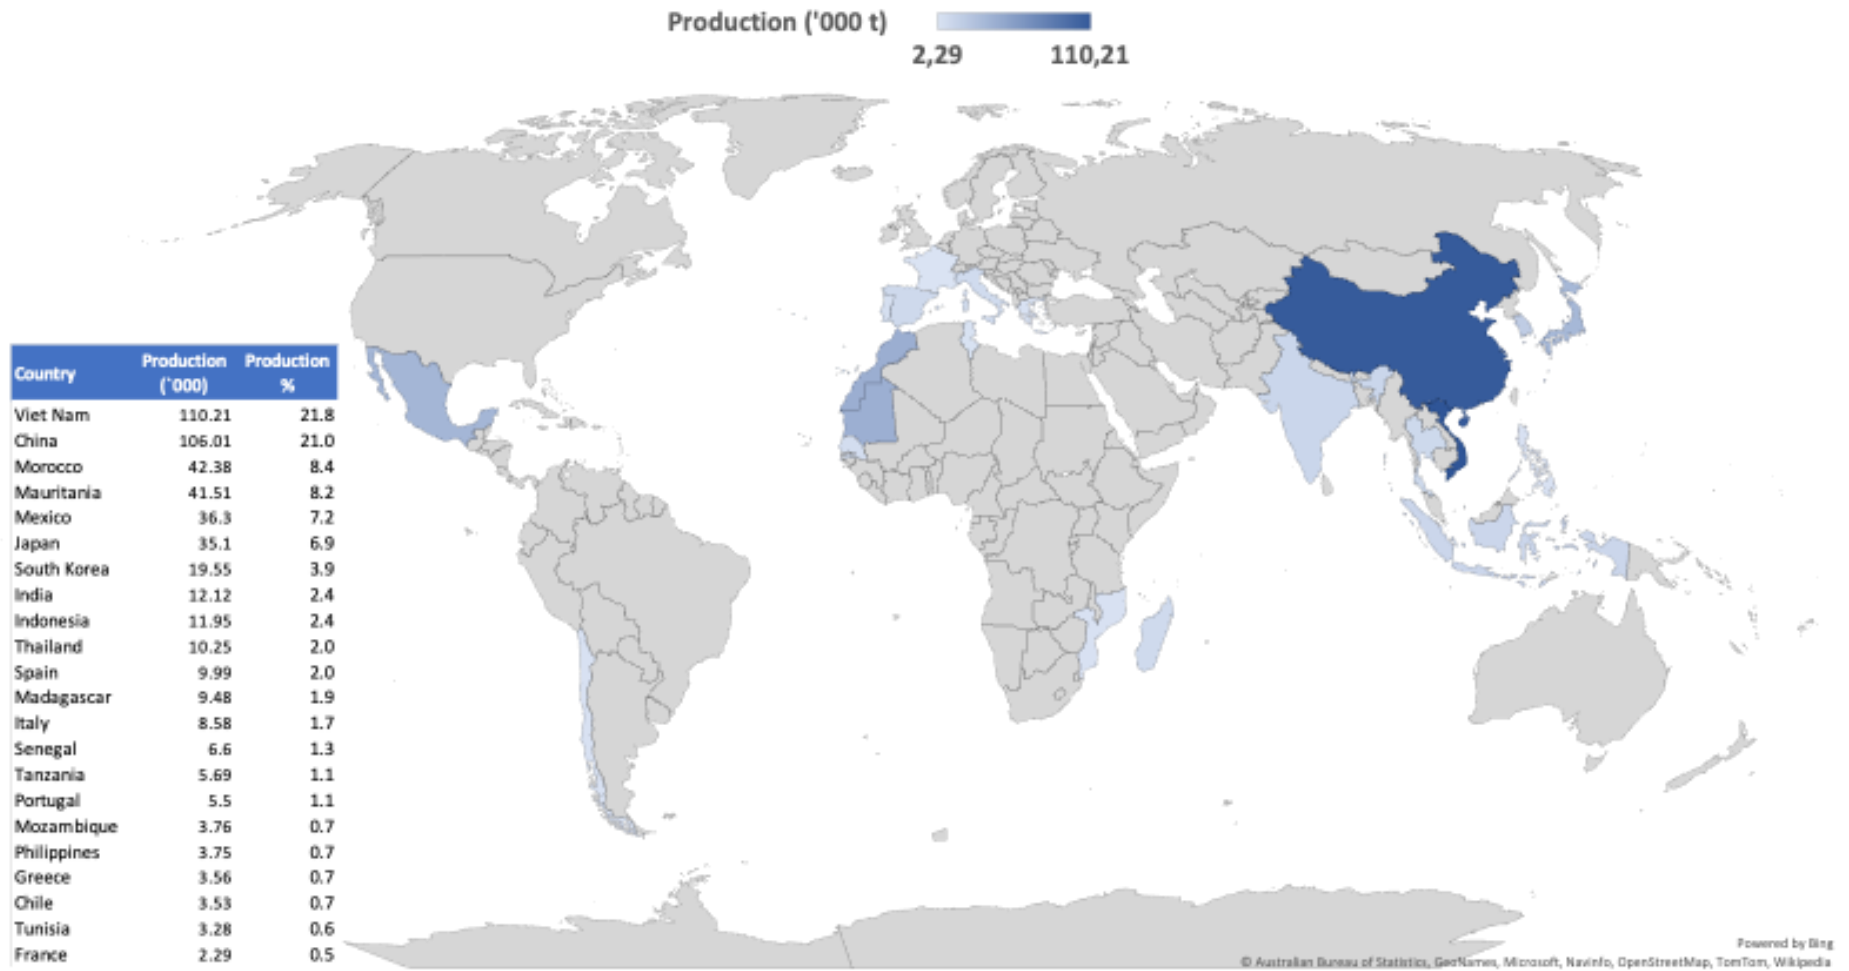 Production ('000 t)
2,29 110,21
Country Production (`000) Production %
Viet Nam 110.21 21.8
China 106.01 21.0
Morocco 42.38 8.4
Mauritania 41.51 8.2
Mexico 36.3 7.2
Japan 35.1 6.9
South Korea 19.55 3.9
India 12.12 2.4
Indonesia 11.95 2.4
Thailand 10.25 2.0
Spain 9.99 2.0
Madagascar 9.48 1.9
Italy 8.58 1.7
Senegal 6.6 1.3
Tanzania 5.69 1.1
Portugal 5.5 1.1
Mozambique 3.76 0.7
Philippines 3.75 0.7
Greece 3.56 0.7
Chile 3.53 0.7
Tunisia 3.28 0.6
France 2.29 0.5
Powered by Bing
© Australian Bureau of Statistics, GeoNames, Microsoft, Navinfo, OpenStreetMap, TomTom, Wikipedia